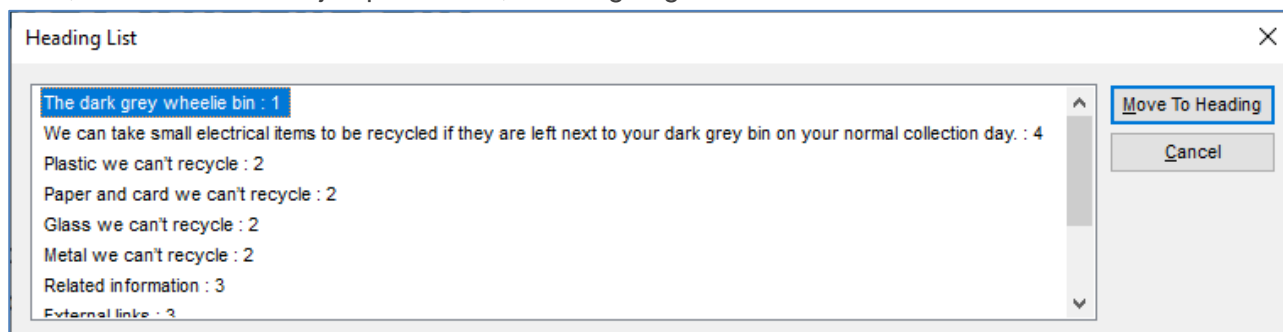 Heading List
The dark grey wheelie bin : 1
We can take small electrical items to be recycled if they are left next to your dark grey bin on your normal collection day. : 4
Plastic we can't recycle : 2
Paper and card we can't recycle : 2
Glass we can't recycle : 2
Metal we can't recycle : 2
Related information : 3
External links : 3
Move To Heading
Cancel